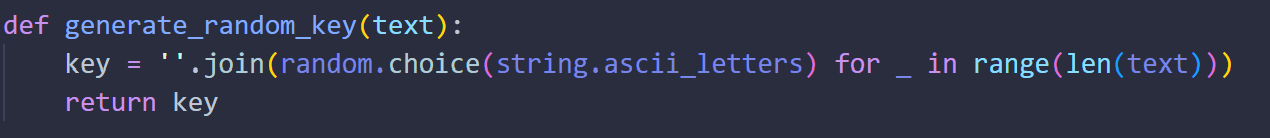 def generate_random_key(text):
    key = ''.join(random.choice(string.ascii_letters) for _ in range(len(text)))
    return key